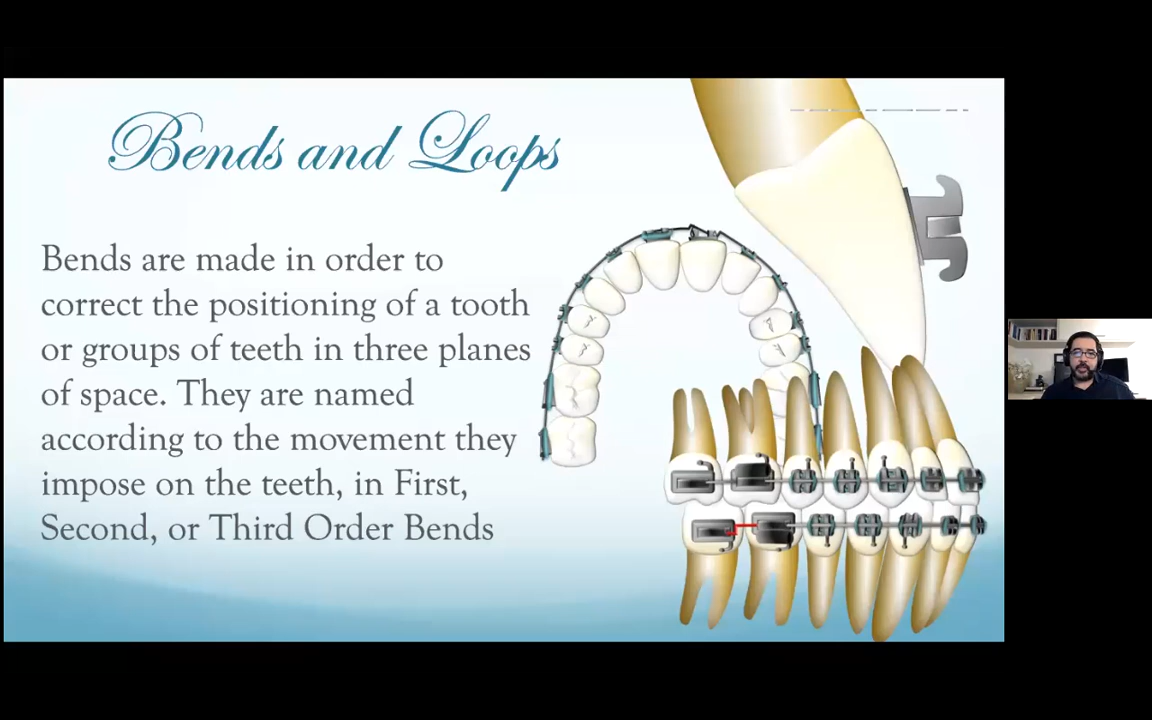 Bends and Loops
Bends are made in order to
correct the positioning of a tooth
or groups of teeth in three planes
of space. They are named
according to the movement they
impose on the teeth, in First,
Second, or Third Order Bends